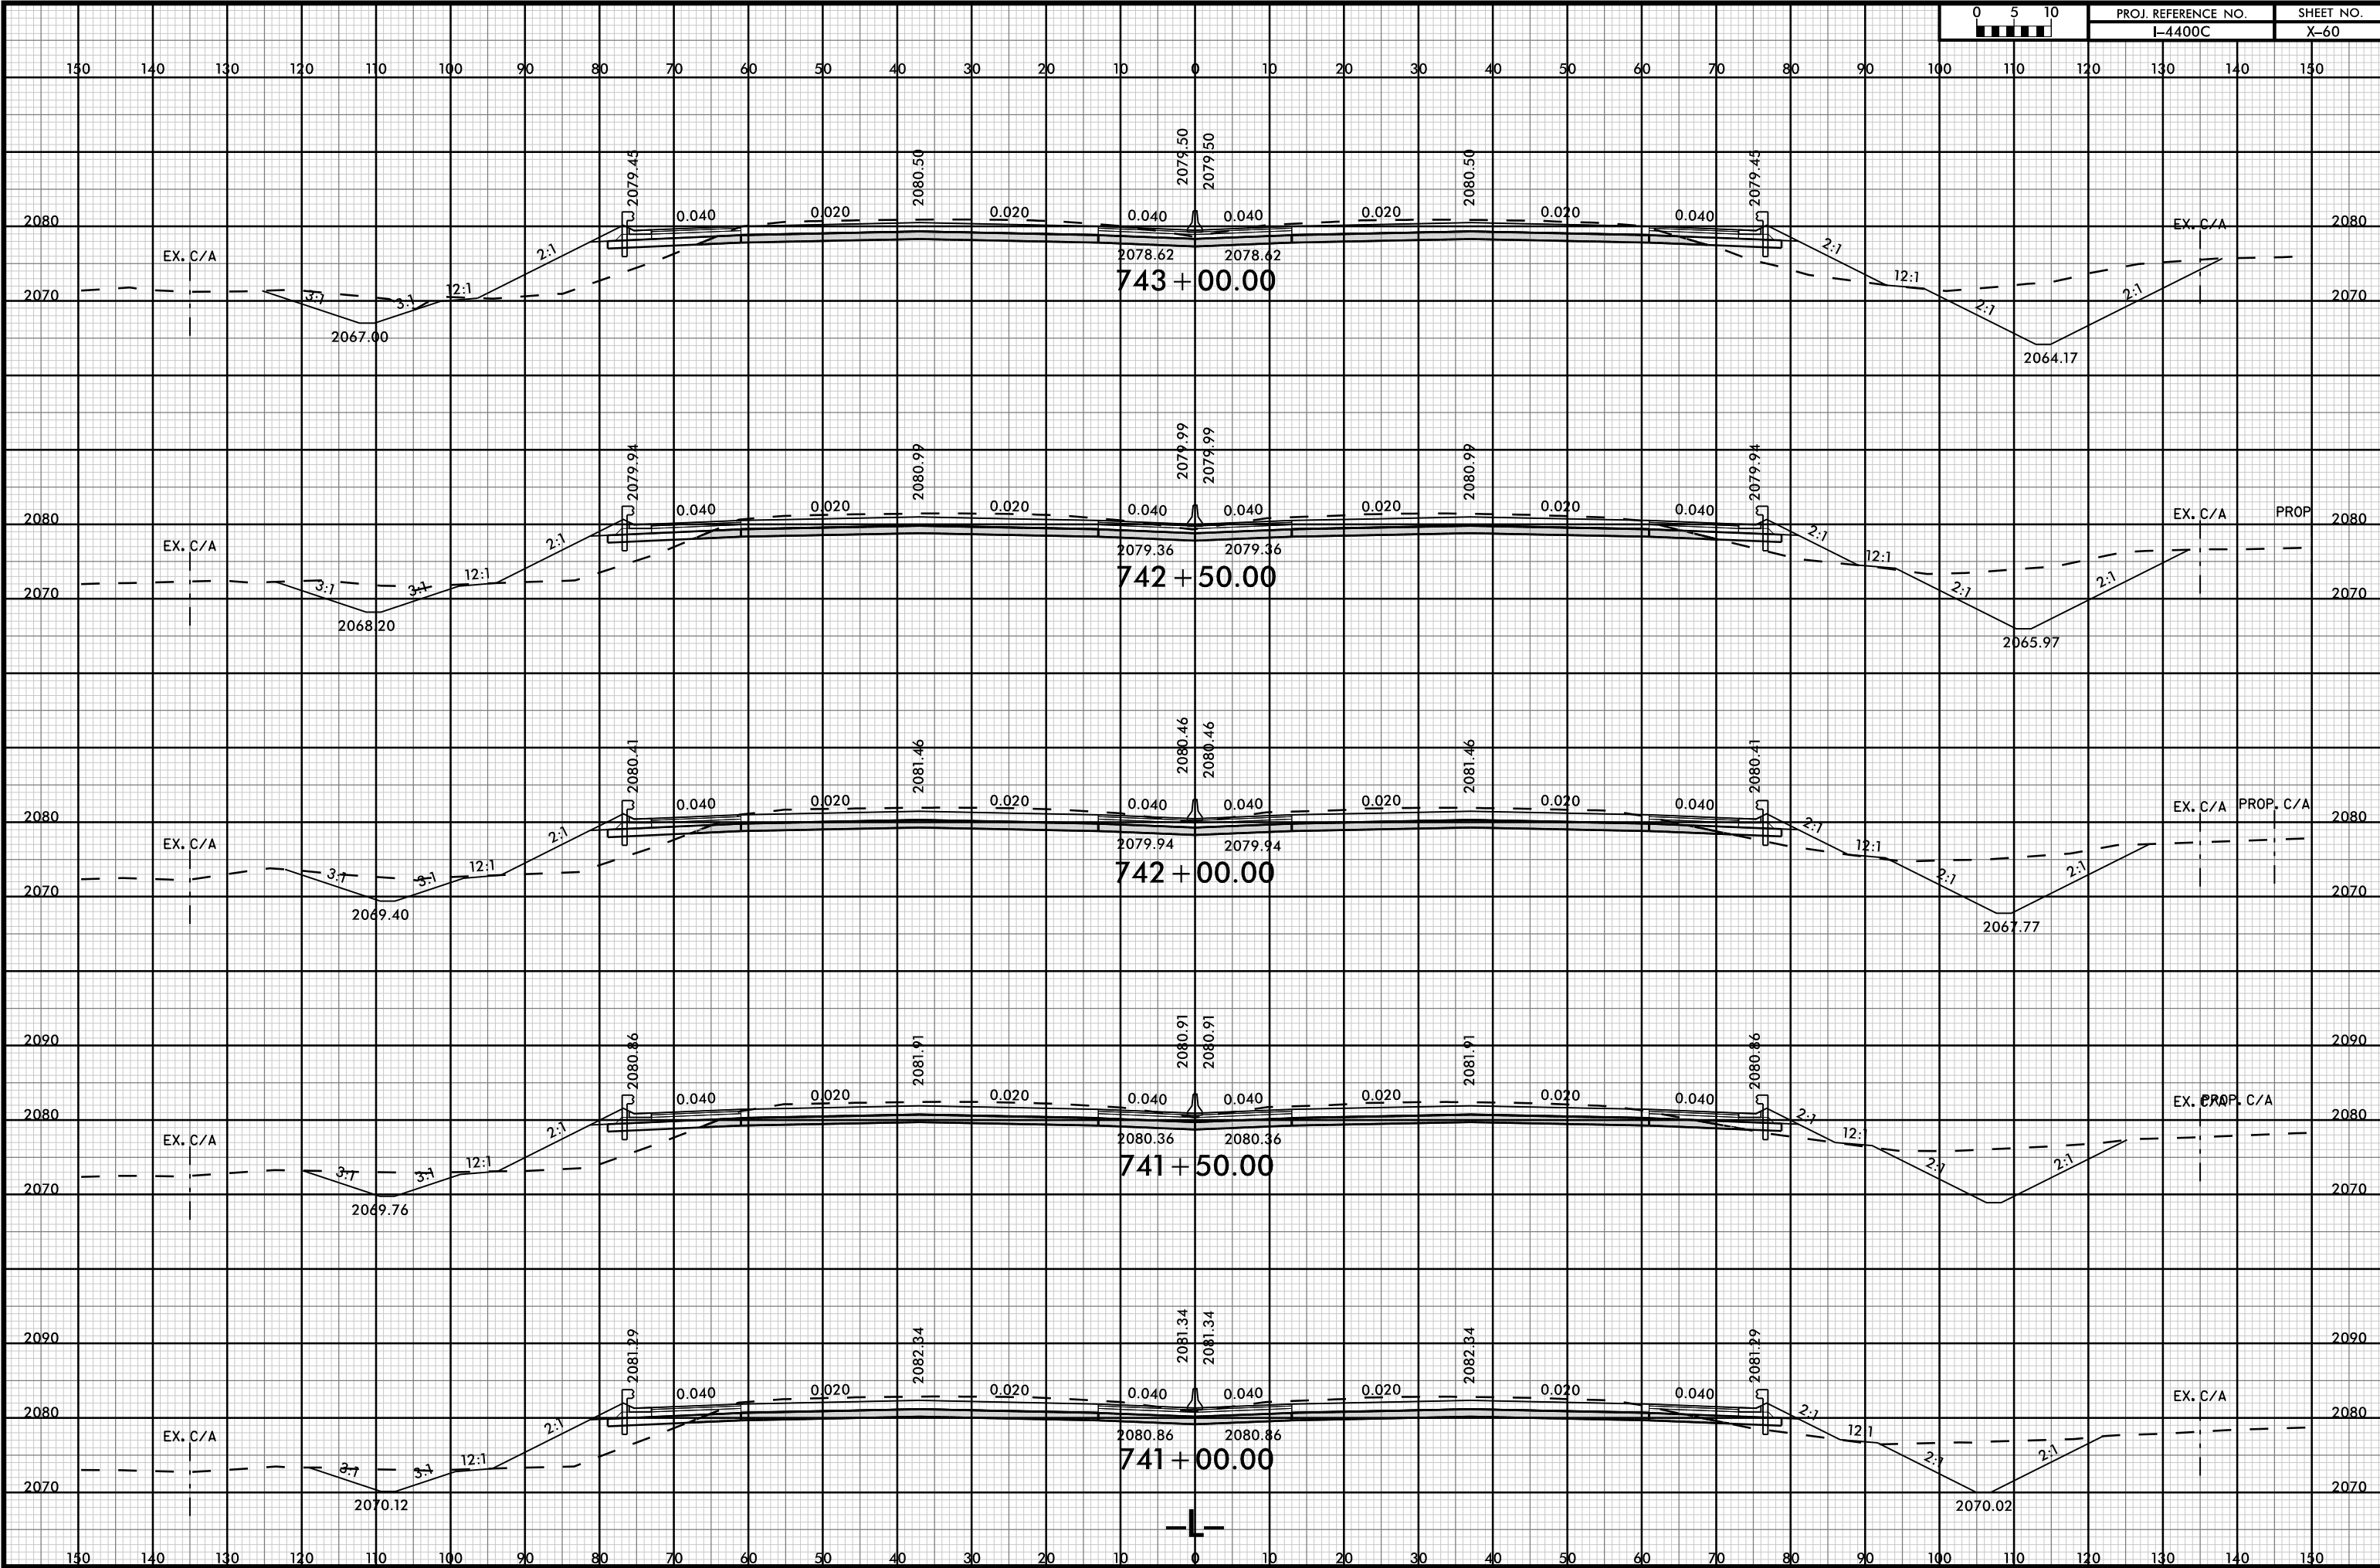 0 5 10 PROJ. REFERENCE NO. SHEET NO.
I-4400C X-60
150 140 130 120 110 100 90 80 70 60 50 40 30 20 10 0 10 20 30 40 50 60 70 80 90 100 110 120 130 140 150
2079.45 2080.50 2079.50 2079.50 2080.50 2079.45
2080 0.040 0.020 0.020 0.040 0.040 0.020 0.020 0.040 EX. C/A 2080
EX. C/A 2:1 2078.62 2078.62 2:1
743+00.00
2070 3:1 3:1 12:1 12:1 2:1 2:1 2070
2067.00 2064.17
2079.94 2080.99 2079.99 2079.99 2080.99 2079.94
2080 0.040 0.020 0.020 0.040 0.040 0.020 0.020 0.040 EX. C/A PROP 2080
EX. C/A 2:1 2079.36 2079.36 2:1 12:1
742+50.00
2070 3:1 3:1 12:1 2:1 2:1 2070
2068.20 2065.97
2080.41 2081.46 2080.46 2080.46 2081.46 2080.41
2080 0.040 0.020 0.020 0.040 0.040 0.020 0.020 0.040 EX. C/A PROP. C/A 2080
EX. C/A 2:1 2079.94 2079.94 2:1 12:1
742+00.00
2070 3:1 3:1 12:1 2:1 2:1 2070
2069.40 2067.77
2090 2090
2080.86 2081.91 2080.91 2080.91 2081.91 2080.86
2080 0.040 0.020 0.020 0.040 0.040 0.020 0.020 0.040 EX. C/A PROP. C/A 2080
EX. C/A 2:1 2080.36 2080.36 2:1 12:1
741+50.00
2070 3:1 3:1 12:1 2:1 2:1 2070
2069.76
2090 2090
2081.29 2082.34 2081.34 2081.34 2082.34 2081.29
2080 0.040 0.020 0.020 0.040 0.040 0.020 0.020 0.040 EX. C/A 2080
EX. C/A 2:1 2080.86 2080.86 2:1 12:1
741+00.00
2070 3:1 3:1 12:1 2:1 2:1 2070
2070.12 2070.02
-L-
150 140 130 120 110 100 90 80 70 60 50 40 30 20 10 0 10 20 30 40 50 60 70 80 90 100 110 120 130 140 150